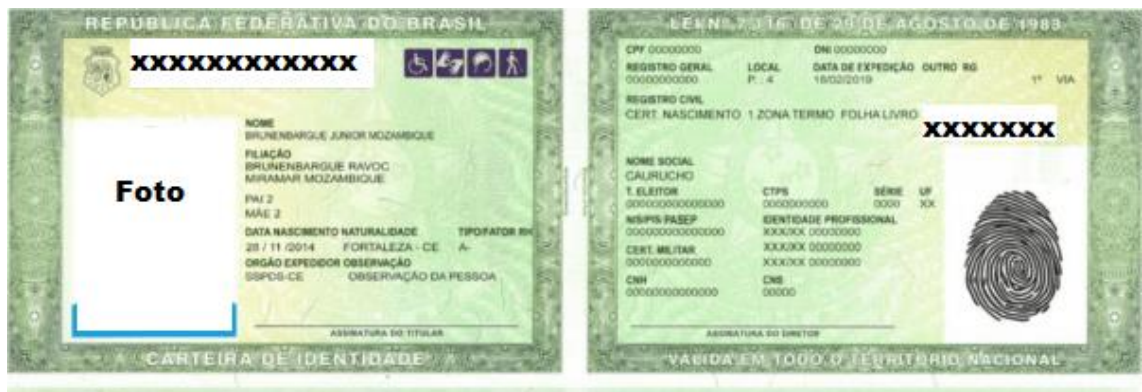 REPÚBLICA FEDERATIVA DO BRASIL
XXXXXXXXXXXX
Foto
NOME
BRUNENBARGUE JUNIOR MOZAMBIQUE
FILIAÇÃO
BRUNENBARGUE RAVOC
MIRAMAR MOZAMBIQUE
PAI 2
MÃE 2
DATA NASCIMENTO NATURALIDADE TIPO/FATOR RH
28 / 11 /2014 FORTALEZA - CE A-
ORGÃO EXPEDIDOR OBSERVAÇÃO
SSPDS-CE OBSERVAÇÃO DA PESSOA
ASSINATURA DO TITULAR
CARTEIRA DE IDENTIDADE
LEI Nº 7.116, DE 29 DE AGOSTO DE 1983
CPF 00000000 DNI 00000000
REGISTRO GERAL LOCAL DATA DE EXPEDIÇÃO OUTRO RG
00000000000 P.: 4 18/02/2019 1ª VIA
REGISTRO CIVIL
CERT. NASCIMENTO 1 ZONA TERMO FOLHA LIVRO
XXXXXXX
NOME SOCIAL
CAURUCHO
T. ELEITOR CTPS SÉRIE UF
0000000000000 0000000000 0000 XX
NIS/PIS/PASEP IDENTIDADE PROFISSIONAL
0000000000000 XXX/XX 00000000
CERT. MILITAR XXX/XX 00000000
000000000000 XXX/XX 00000000
CNH CNS
0000000000000 00000
ASSINATURA DO DIRETOR
VALIDA EM TODO O TERRITÓRIO NACIONAL